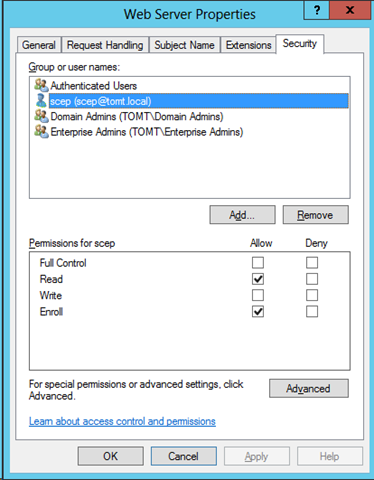 Web Server Properties
? x
General Request Handling Subject Name Extensions Security
Group or user names:
Authenticated Users
scep (scep@tomt.local)
Domain Admins (TOMT\Domain Admins)
Enterprise Admins (TOMT\Enterprise Admins)
Add... Remove
Permissions for scep Allow Deny
Full Control
Read
Write
Enroll
For special permissions or advanced settings, click
Advanced.
Advanced
Learn about access control and permissions
OK Cancel Apply Help